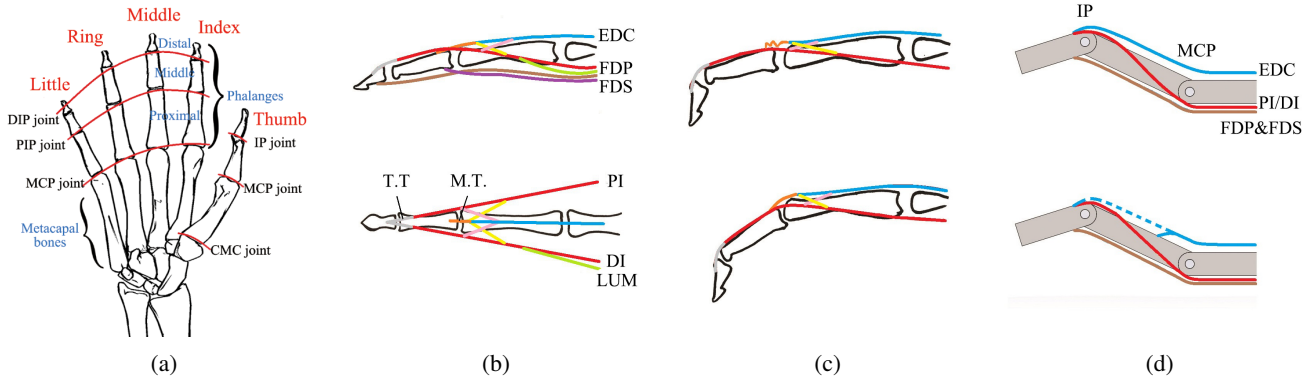 Middle
Ring
Index
Distal
Little
Middle
Phalanges
Proximal
Thumb
DIP joint
PIP joint
IP joint
MCP joint
MCP joint
Metacapal
bones
CMC joint
(a)
EDC
FDP
FDS
T.T
M.T.
PI
DI
LUM
(b)
(c)
IP
MCP
EDC
PI/DI
FDP&FDS
(d)